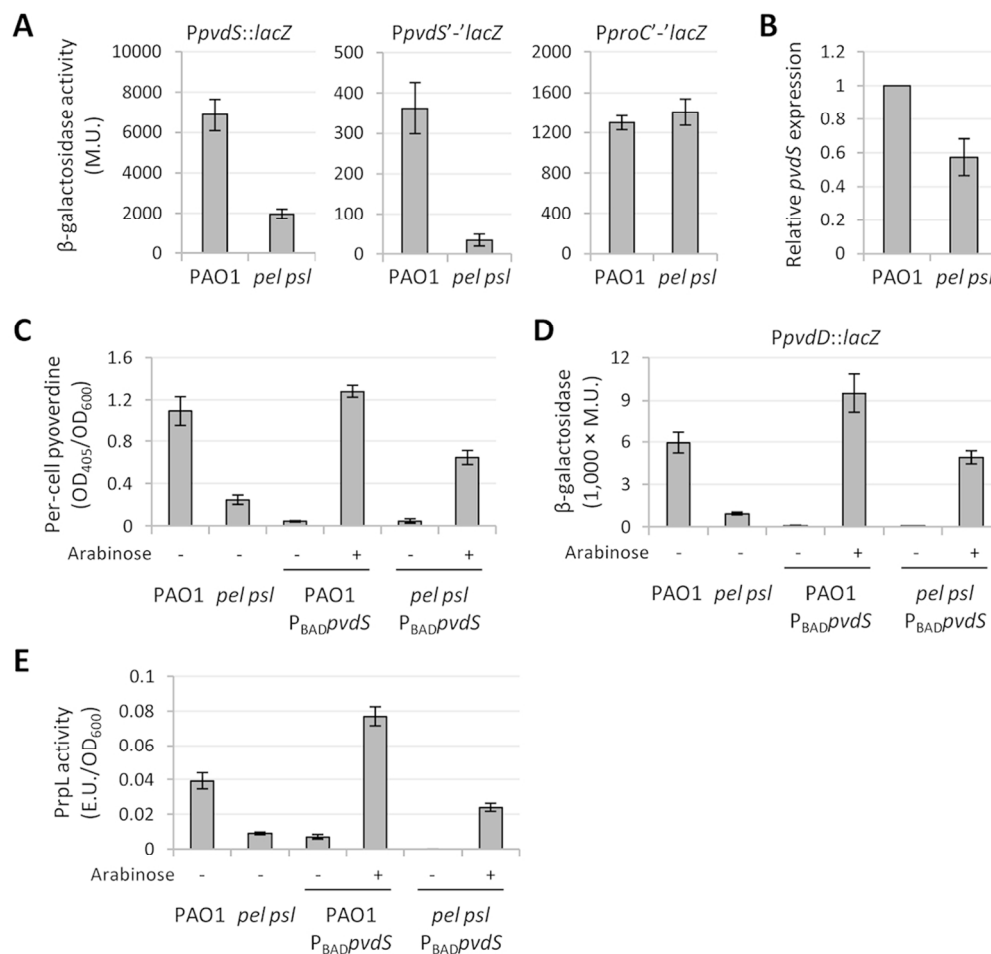 A
PpvdS::lacZ
PpvdS’-’lacZ
PproC’-’lacZ
β-galactosidase activity
(M.U.)
10000
8000
6000
4000
2000
0
PAO1 pel psl
500
400
300
200
100
0
PAO1 pel psl
2000
1600
1200
800
400
0
PAO1 pel psl
B
Relative pvdS expression
1.2
1
0.8
0.6
0.4
0.2
0
PAO1 pel psl
C
Per-cell pyoverdine
(OD405/OD600)
1.6
1.2
0.8
0.4
0
Arabinose - - - + - +
PAO1 pel psl PAO1 pel psl
PBADpvdS PBADpvdS
D
PpvdD::lacZ
β-galactosidase
(1,000 × M.U.)
12
9
6
3
0
Arabinose - - - + - +
PAO1 pel psl PAO1 pel psl
PBADpvdS PBADpvdS
E
PrpL activity
(E.U./OD600)
0.1
0.08
0.06
0.04
0.02
0
Arabinose - - - + - +
PAO1 pel psl PAO1 pel psl
PBADpvdS PBADpvdS